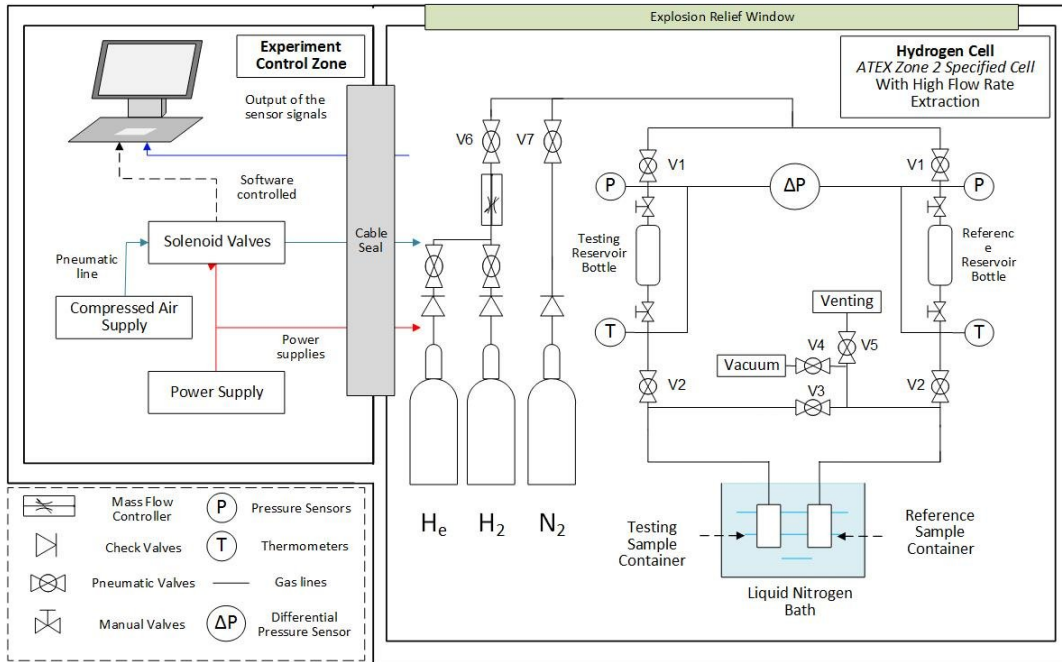 Explosion Relief Window
Experiment
Control Zone
Output of the
sensor signals
Software
controlled
Solenoid Valves
Pneumatic
line
Compressed Air
Supply
Power
supplies
Power Supply
Cable
Seal
Hydrogen Cell
ATEX Zone 2 Specified Cell
With High Flow Rate
Extraction
V6
V7
V1
V1
P
ΔP
P
Testing
Reservoir
Bottle
Referenc
e
Reservoir
Bottle
Venting
T
T
V4
V5
Vacuum
V2
V3
V2
He
H2
N2
Testing
Sample
Container
Reference
Sample
Container
Liquid Nitrogen
Bath
Mass Flow
Controller
P
Pressure Sensors
Check Valves
T
Thermometers
Pneumatic Valves
Gas lines
Manual Valves
ΔP
Differential
Pressure Sensor